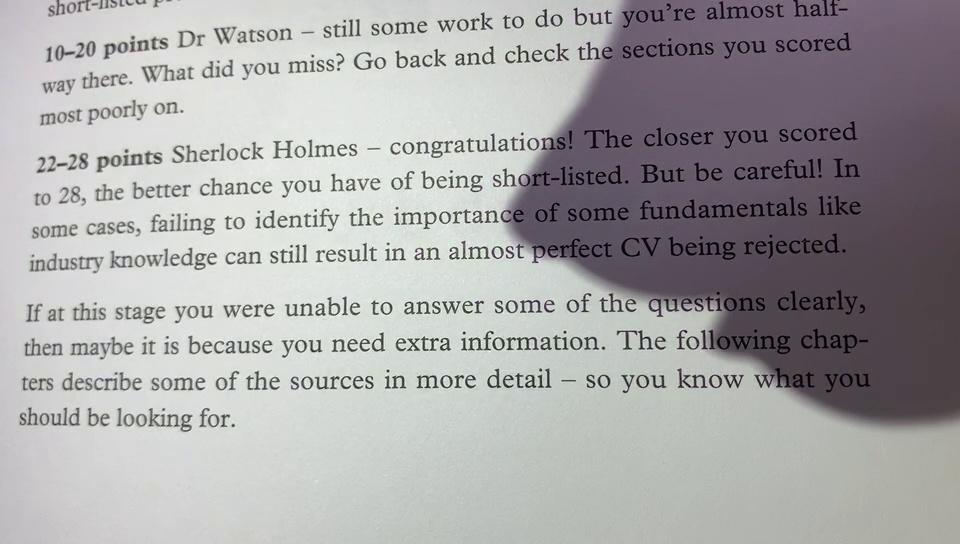 short-listed
10–20 points Dr Watson – still some work to do but you're almost half-
way there. What did you miss? Go back and check the sections you scored
most poorly on.
22–28 points Sherlock Holmes – congratulations! The closer you scored
to 28, the better chance you have of being short-listed. But be careful! In
some cases, failing to identify the importance of some fundamentals like
industry knowledge can still result in an almost perfect CV being rejected.
If at this stage you were unable to answer some of the questions clearly,
then maybe it is because you need extra information. The following chap-
ters describe some of the sources in more detail – so you know what you
should be looking for.